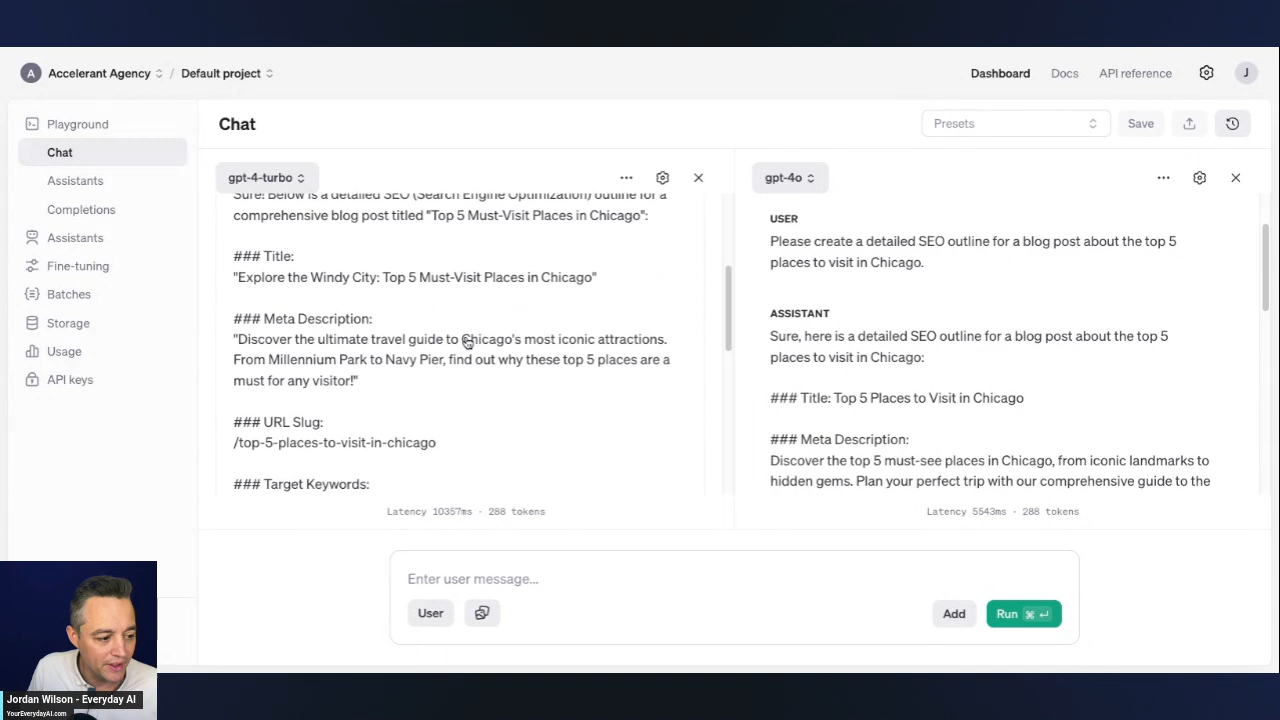 A Accelerant Agency / Default project Dashboard Docs API reference J
Playground
Chat
Assistants
Completions
Assistants
Fine-tuning
Batches
Storage
Usage
API keys
Chat Presets Save
gpt-4-turbo
Sure! Below is a detailed SEO (Search Engine Optimization) outline for a
comprehensive blog post titled "Top 5 Must-Visit Places in Chicago":
### Title:
"Explore the Windy City: Top 5 Must-Visit Places in Chicago"
### Meta Description:
"Discover the ultimate travel guide to Chicago's most iconic attractions.
From Millennium Park to Navy Pier, find out why these top 5 places are a
must for any visitor!"
### URL Slug:
/top-5-places-to-visit-in-chicago
### Target Keywords:
Latency 10357ms · 288 tokens
gpt-4o
USER
Please create a detailed SEO outline for a blog post about the top 5
places to visit in Chicago.
ASSISTANT
Sure, here is a detailed SEO outline for a blog post about the top 5
places to visit in Chicago:
### Title: Top 5 Places to Visit in Chicago
### Meta Description:
Discover the top 5 must-see places in Chicago, from iconic landmarks to
hidden gems. Plan your perfect trip with our comprehensive guide to the
Latency 5543ms · 288 tokens
Enter user message...
User Add Run ⌘ ↵
Jordan Wilson - Everyday AI
YourEverydayAI.com